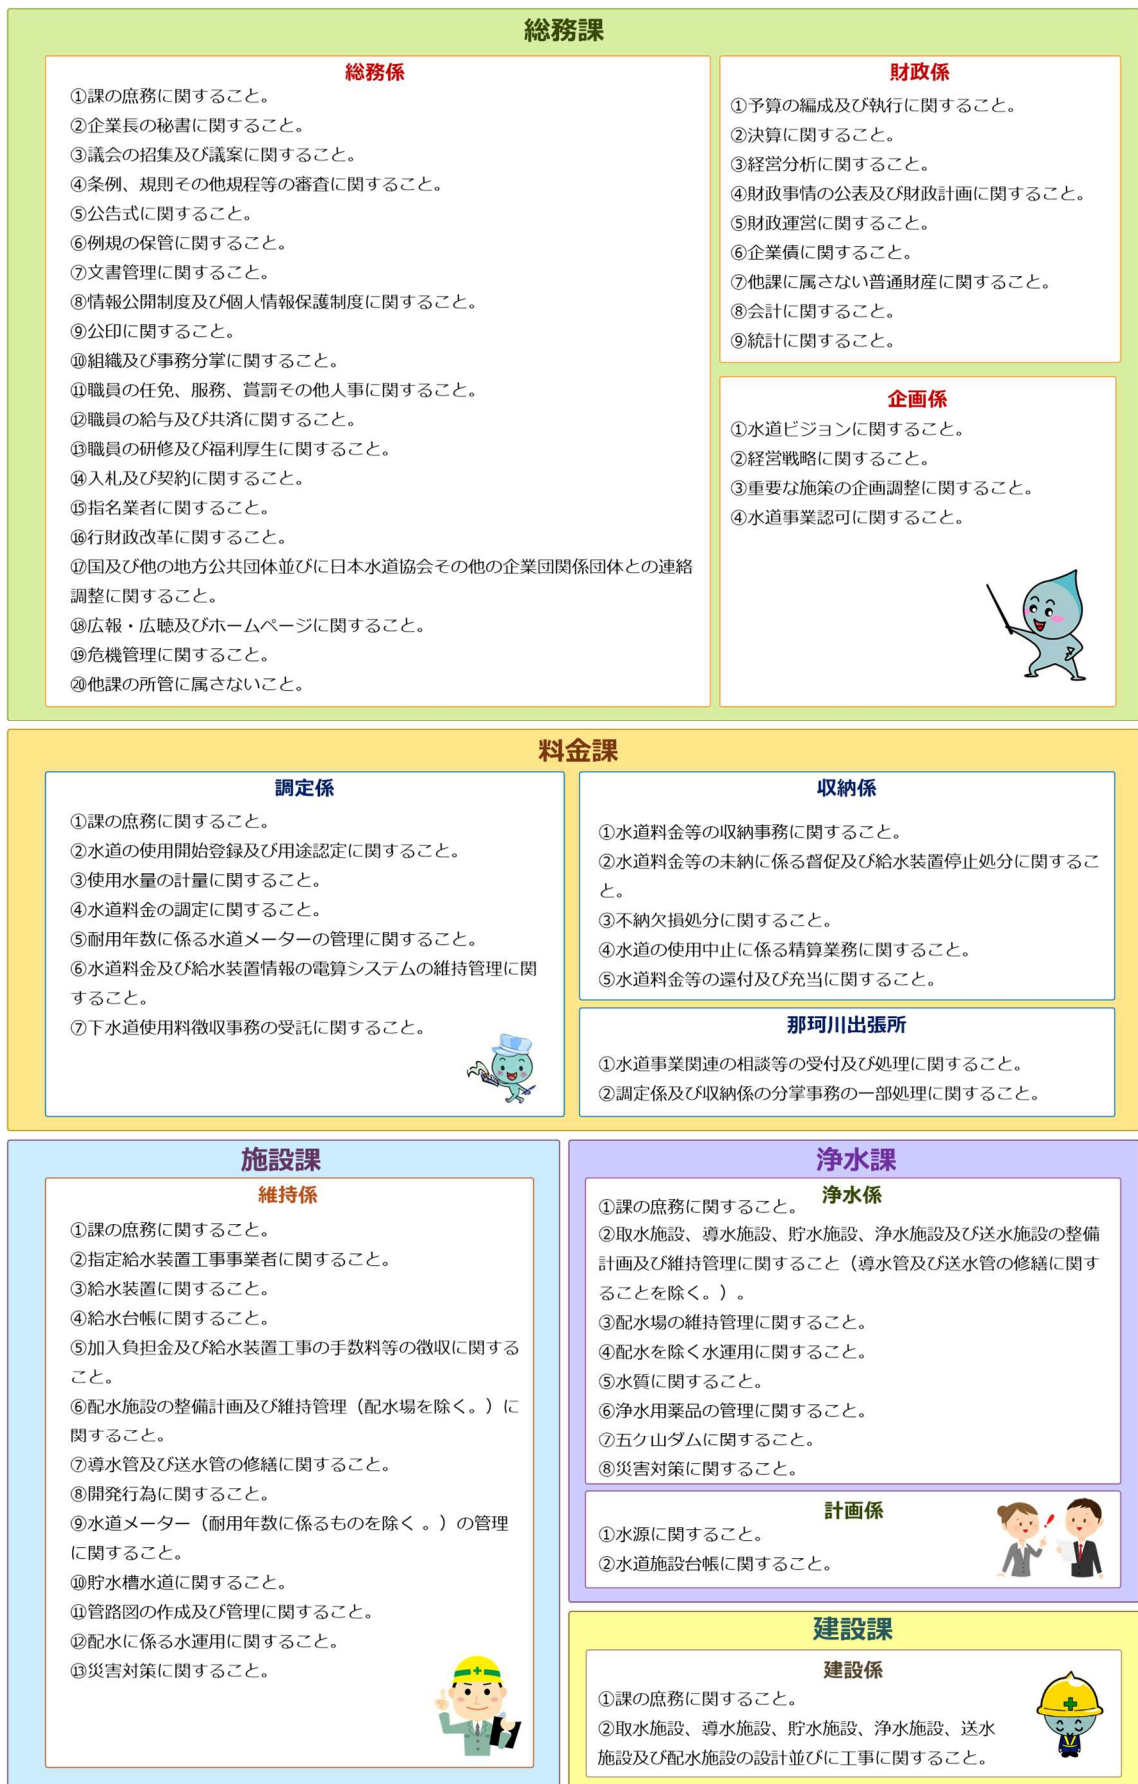 総務課
総務係
①課の庶務に関すること。
②企業長の秘書に関すること。
③議会の招集及び議案に関すること。
④条例、規則その他規程等の審査に関すること。
⑤公告式に関すること。
⑥例規の保管に関すること。
⑦文書管理に関すること。
⑧情報公開制度及び個人情報保護制度に関すること。
⑨公印に関すること。
⑩組織及び事務分掌に関すること。
⑪職員の任免、服務、賞罰その他人事に関すること。
⑫職員の給与及び共済に関すること。
⑬職員の研修及び福利厚生に関すること。
⑭入札及び契約に関すること。
⑮指名業者に関すること。
⑯行財政改革に関すること。
⑰国及び他の地方公共団体並びに日本水道協会その他の企業団関係団体との連絡
調整に関すること。
⑱広報・広聴及びホームページに関すること。
⑲危機管理に関すること。
⑳他課の所管に属さないこと。
財政係
①予算の編成及び執行に関すること。
②決算に関すること。
③経営分析に関すること。
④財政事情の公表及び財政計画に関すること。
⑤財政運営に関すること。
⑥企業債に関すること。
⑦他課に属さない普通財産に関すること。
⑧会計に関すること。
⑨統計に関すること。
企画係
①水道ビジョンに関すること。
②経営戦略に関すること。
③重要な施策の企画調整に関すること。
④水道事業認可に関すること。
料金課
調定係
①課の庶務に関すること。
②水道の使用開始登録及び用途認定に関すること。
③使用水量の計量に関すること。
④水道料金の調定に関すること。
⑤耐用年数に係る水道メーターの管理に関すること。
⑥水道料金及び給水装置情報の電算システムの維持管理に関
すること。
⑦下水道使用料徴収事務の受託に関すること。
収納係
①水道料金等の収納事務に関すること。
②水道料金等の未納に係る督促及び給水装置停止処分に関するこ
と。
③不納欠損処分に関すること。
④水道の使用中止に係る精算業務に関すること。
⑤水道料金等の還付及び充当に関すること。
那珂川出張所
①水道事業関連の相談等の受付及び処理に関すること。
②調定係及び収納係の分掌事務の一部処理に関すること。
施設課
維持係
①課の庶務に関すること。
②指定給水装置工事事業者に関すること。
③給水装置に関すること。
④給水台帳に関すること。
⑤加入負担金及び給水装置工事の手数料等の徴収に関する
こと。
⑥配水施設の整備計画及び維持管理（配水場を除く。）に
関すること。
⑦導水管及び送水管の修繕に関すること。
⑧開発行為に関すること。
⑨水道メーター（耐用年数に係るものを除く 。）の管理
に関すること。
⑩貯水槽水道に関すること。
⑪管路図の作成及び管理に関すること。
⑫配水に係る水運用に関すること。
⑬災害対策に関すること。
浄水課
浄水係
①課の庶務に関すること。
②取水施設、導水施設、貯水施設、浄水施設及び送水施設の整備
計画及び維持管理に関すること（導水管及び送水管の修繕に関す
ることを除く。）。
③配水場の維持管理に関すること。
④配水を除く水運用に関すること。
⑤水質に関すること。
⑥浄水用薬品の管理に関すること。
⑦五ケ山ダムに関すること。
⑧災害対策に関すること。
計画係
①水源に関すること。
②水道施設台帳に関すること。
建設課
建設係
①課の庶務に関すること。
②取水施設、導水施設、貯水施設、浄水施設、送水
施設及び配水施設の設計並びに工事に関すること。